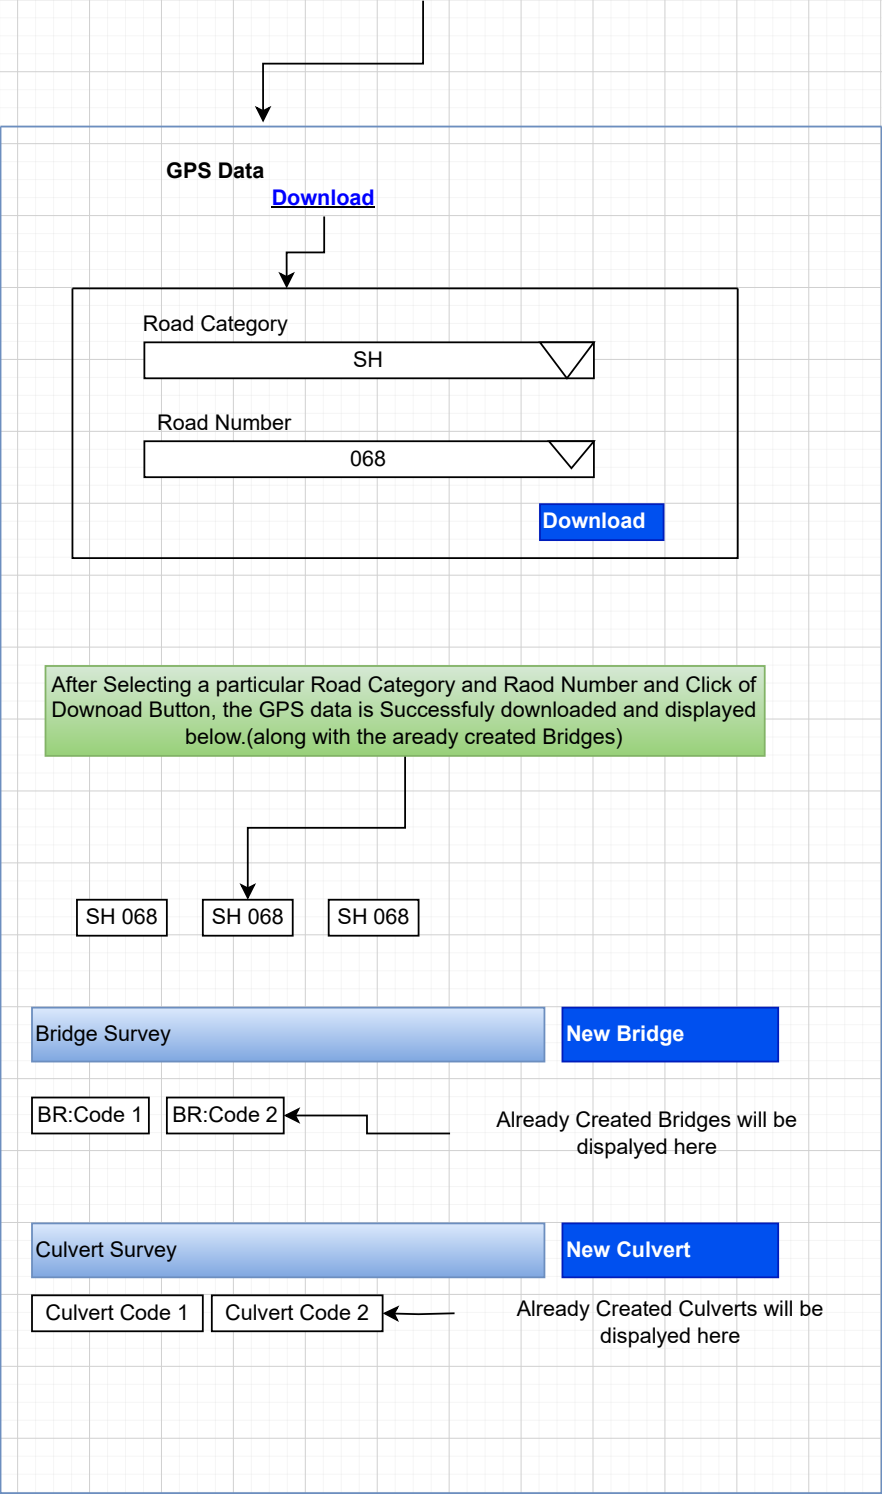 GPS Data
Download
Road Category
SH
Road Number
068
Download
After Selecting a particular Road Category and Raod Number and Click of
Downoad Button, the GPS data is Successfuly downloaded and displayed
below.(along with the aready created Bridges)
SH 068
SH 068
SH 068
Bridge Survey
New Bridge
BR:Code 1
BR:Code 2
Already Created Bridges will be
dispalyed here
Culvert Survey
New Culvert
Culvert Code 1
Culvert Code 2
Already Created Culverts will be
dispalyed here